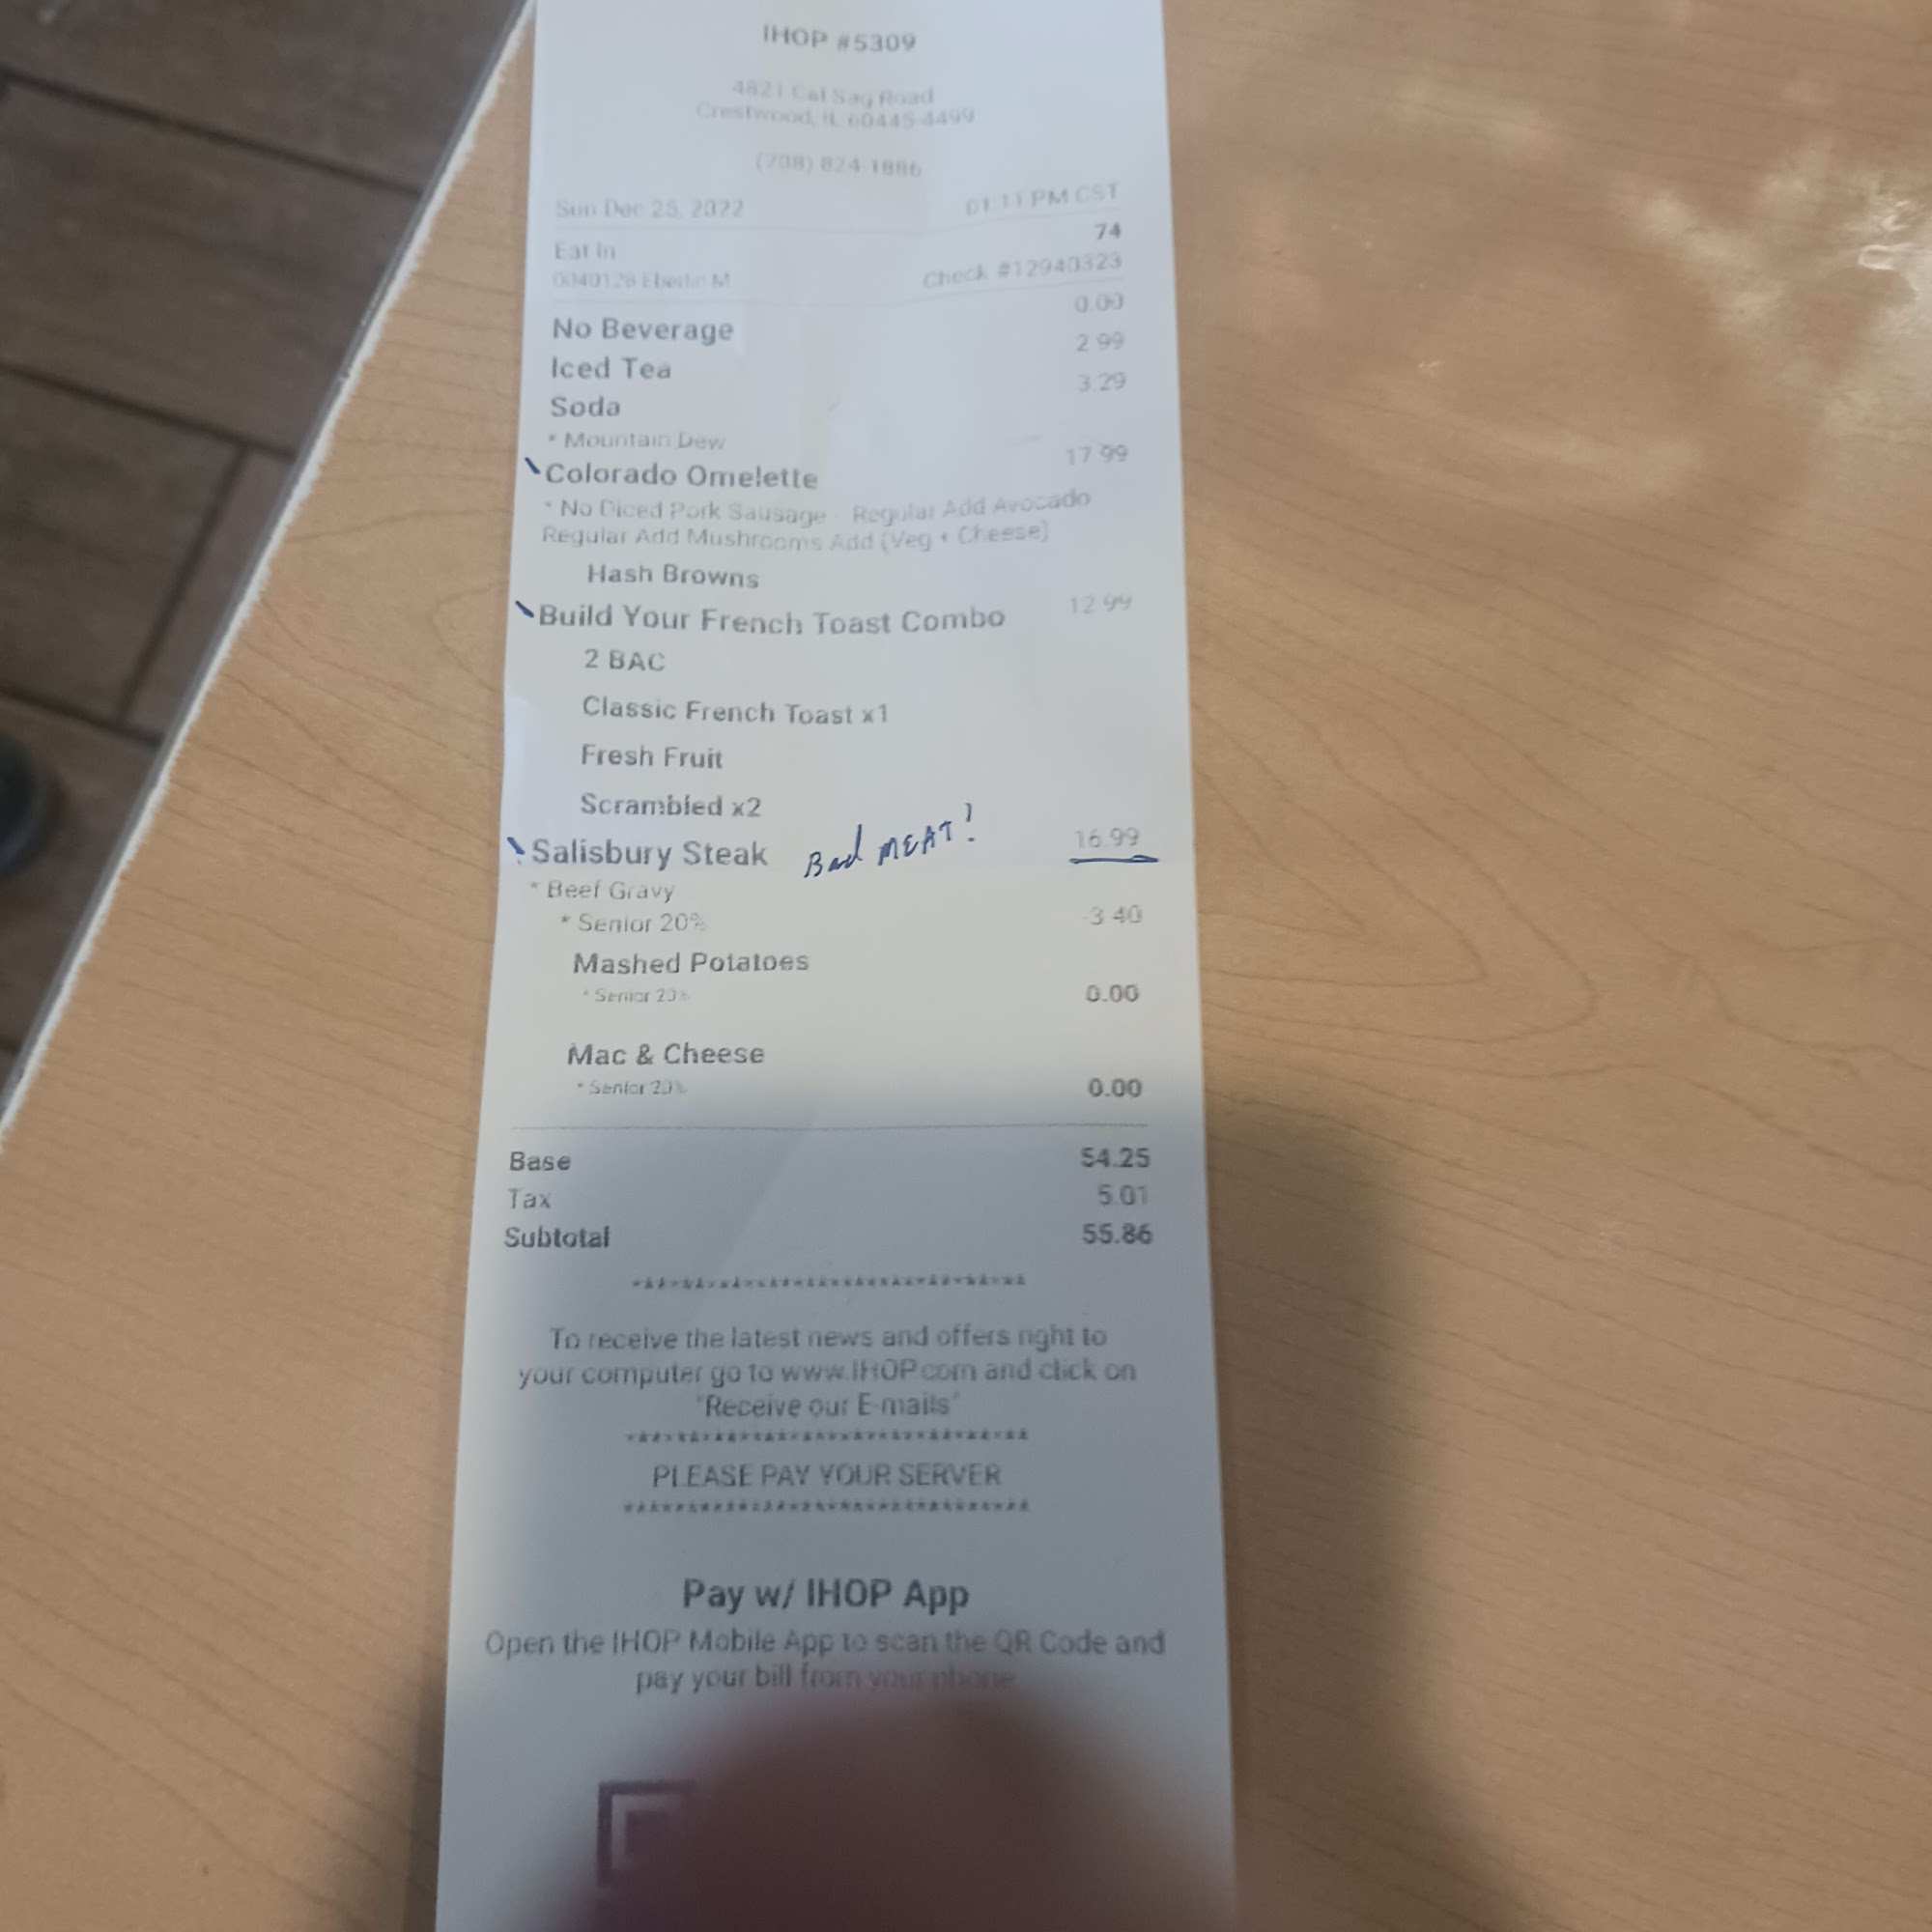 IHOP #5309
4821 Cal Sag Road
Crestwood, IL 60445-4499
(708) 824-1886
Sun Dec 25, 2022 01:11 PM CST
Eat In 74
0040128 M Check #12940323
No Beverage 0.00
Iced Tea 2.99
Soda 3.29
* Mountain Dew
Colorado Omelette 17.99
* No Diced Pork Sausage - Regular Add Avocado
Regular Add Mushrooms Add (Veg + Cheese)
Hash Browns
Build Your French Toast Combo 12.99
2 BAC
Classic French Toast x1
Fresh Fruit
Scrambled x2
Salisbury Steak Bad MEAT! 16.99
* Beef Gravy
* Senior 20% -3.40
Mashed Potatoes
* Senior 20% 0.00
Mac & Cheese
* Senior 20% 0.00
Base 54.25
Tax 5.01
Subtotal 55.86
To receive the latest news and offers right to
your computer go to www.IHOP.com and click on
"Receive our E-mails"
PLEASE PAY YOUR SERVER
Pay w/ IHOP App
Open the IHOP Mobile App to scan the QR Code and
pay your bill from your phone